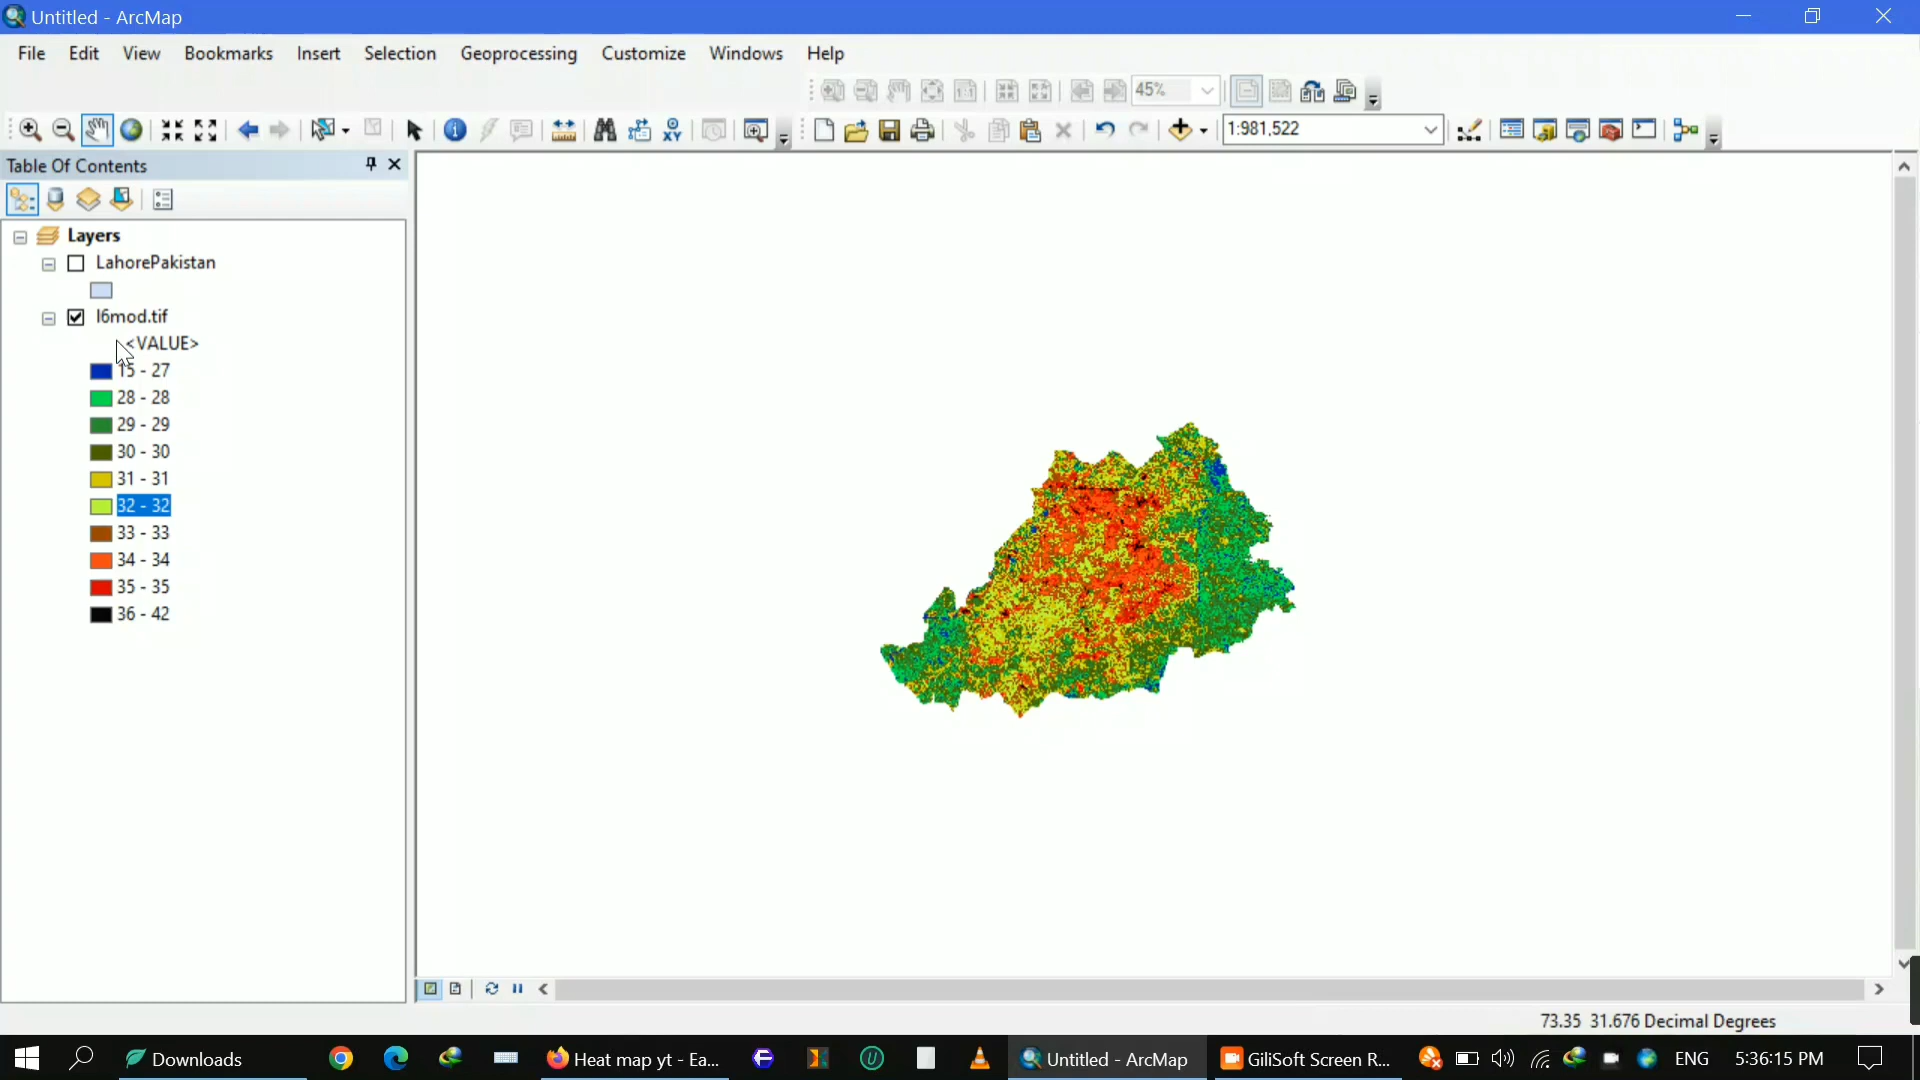 Untitled - ArcMap
File Edit View Bookmarks Insert Selection Geoprocessing Customize Windows Help
45%
1:981,522
Table Of Contents
Layers
LahorePakistan
l6mod.tif
<VALUE>
15 - 27
28 - 28
29 - 29
30 - 30
31 - 31
32 - 32
33 - 33
34 - 34
35 - 35
36 - 42
73.35 31.676 Decimal Degrees
Downloads
Heat map yt - Ea...
Untitled - ArcMap
GiliSoft Screen R...
ENG
5:36:15 PM